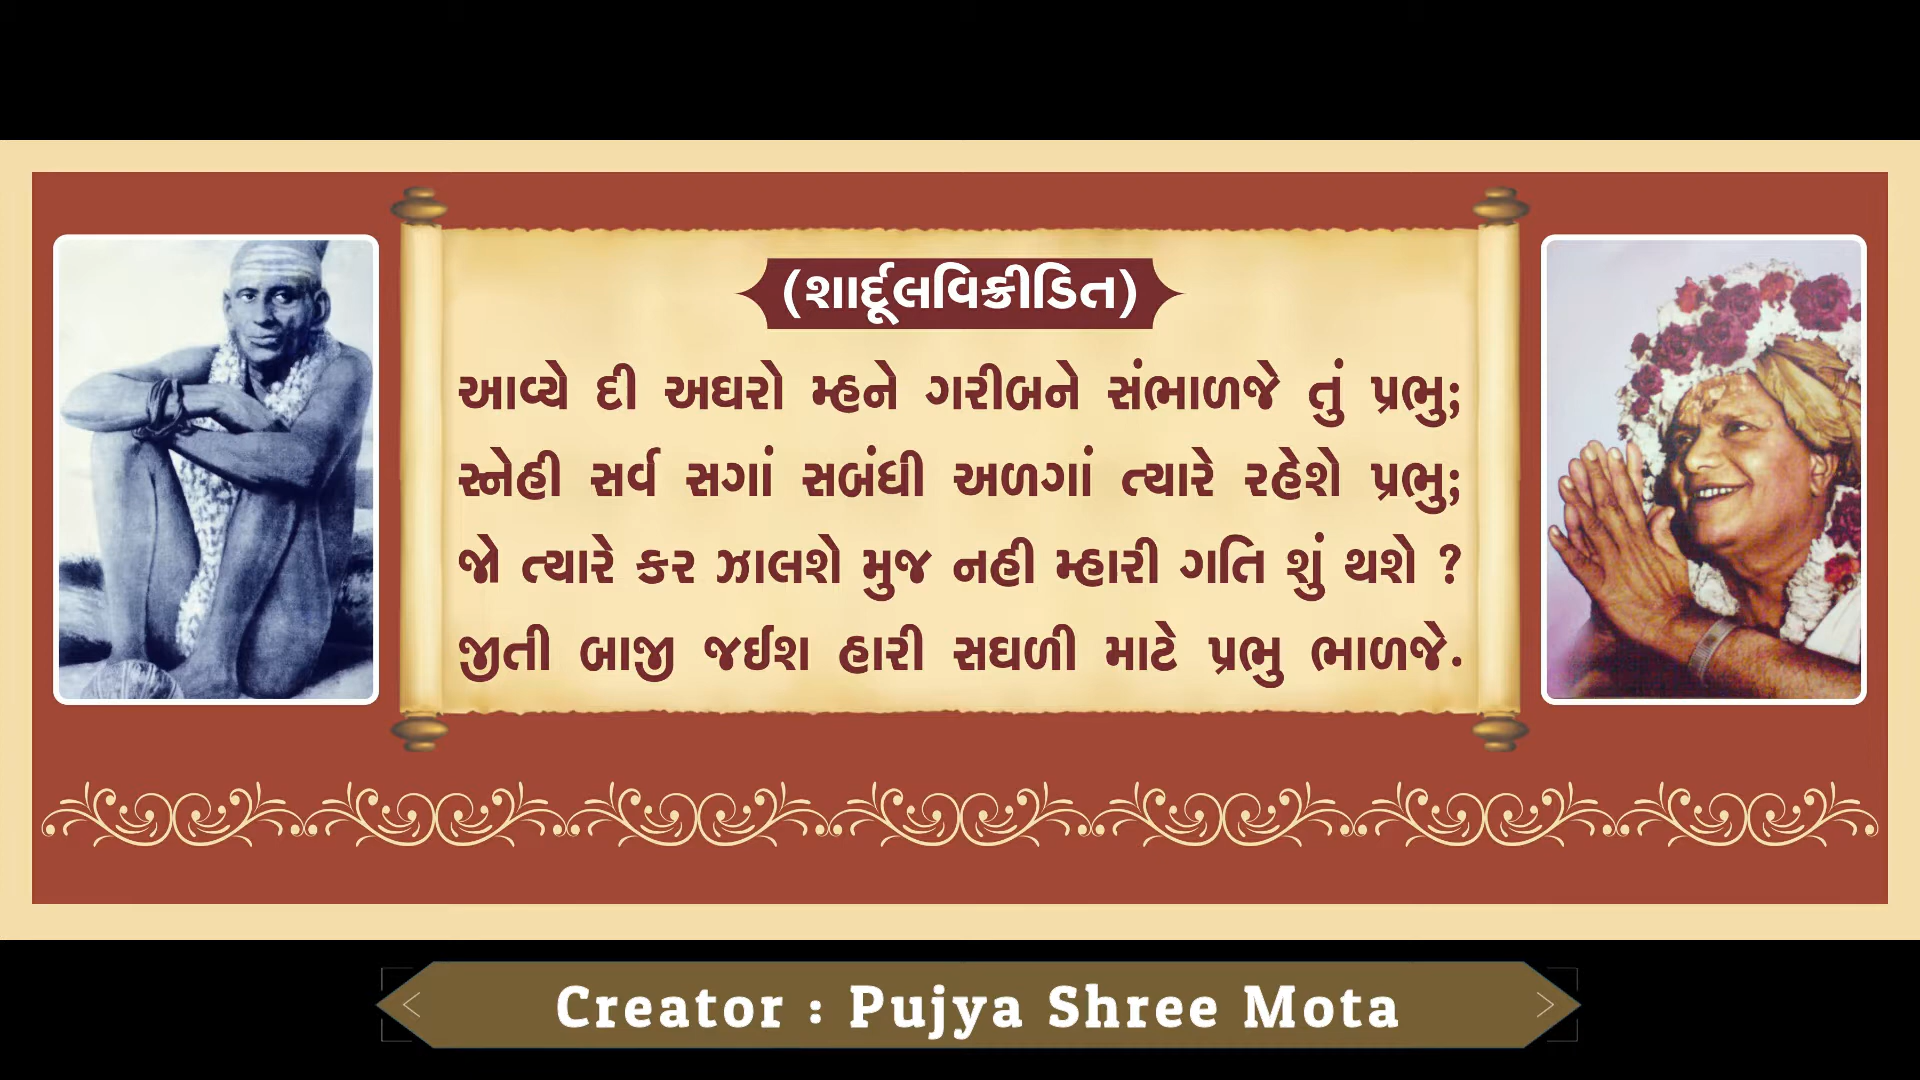 (શાર્દૂલવિક્રીડિત)
આવ્યે દી અઘરો મ્હને ગરીબને સંભાળજે તું પ્રભુ;
સ્નેહી સર્વ સગાં સબંધી અળગાં ત્યારે રહેશે પ્રભુ;
જો ત્યારે કર ઝાલશે મુજ નહી મ્હારી ગતિ શું થશે ?
જીતી બાજી જઈશ હારી સઘળી માટે પ્રભુ ભાળજે.
Creator : Pujya Shree Mota